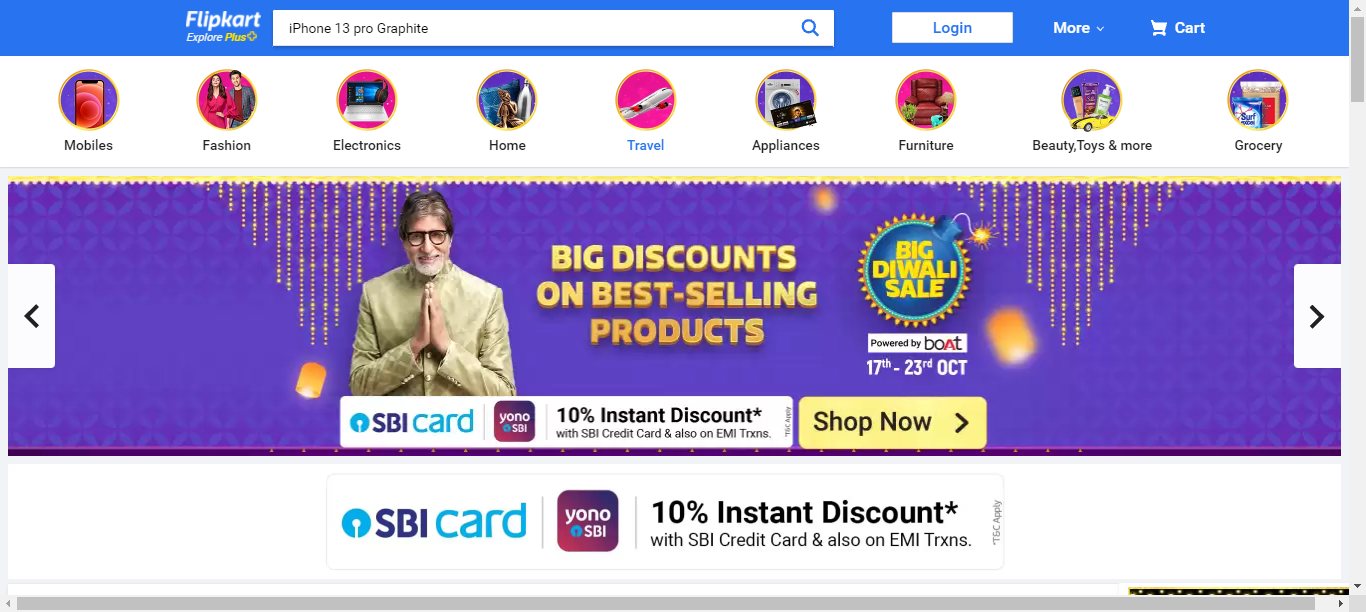 Flipkart
Explore Plus
iPhone 13 pro Graphite
Login
More
Cart
Mobiles
Fashion
Electronics
Home
Travel
Appliances
Furniture
Beauty,Toys & more
Grocery
BIG DISCOUNTS
ON BEST-SELLING
PRODUCTS
BIG
DIWALI
SALE
Powered by boAt
17th - 23rd OCT
SBI card
yono
SBI
10% Instant Discount*
with SBI Credit Card & also on EMI Trxns.
*T&C Apply
Shop Now
SBI card
yono
SBI
10% Instant Discount*
with SBI Credit Card & also on EMI Trxns.
*T&C Apply